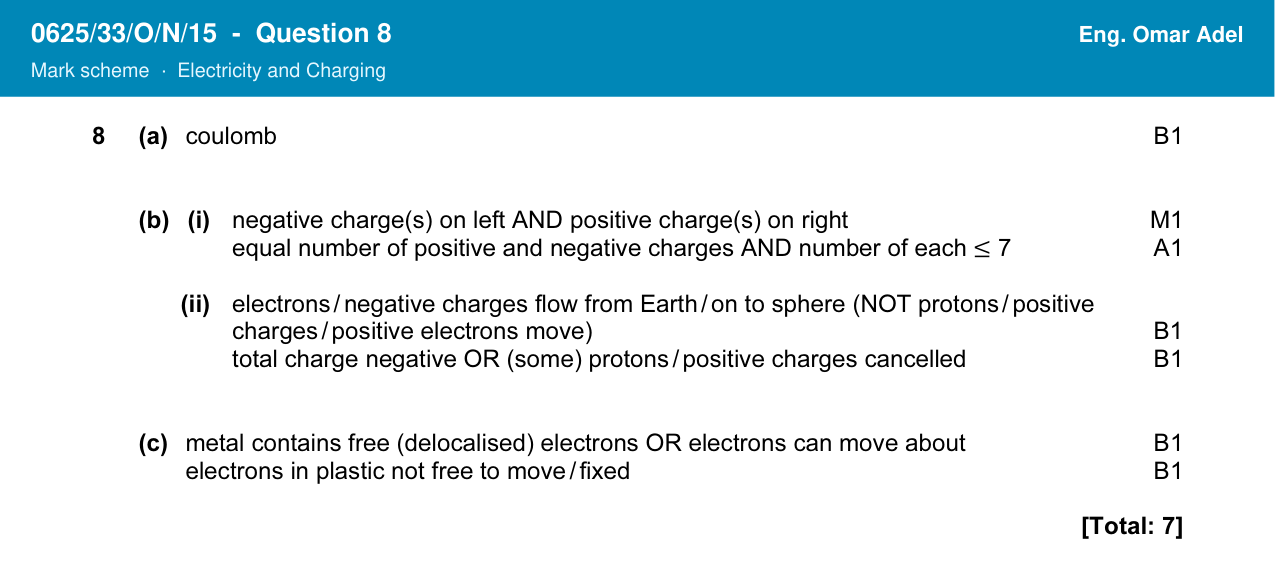 0625/33/O/N/15 - Question 8
Eng. Omar Adel
Mark scheme · Electricity and Charging
8 (a) coulomb B1
(b) (i) negative charge(s) on left AND positive charge(s) on right M1
equal number of positive and negative charges AND number of each ≤ 7 A1
(ii) electrons/negative charges flow from Earth/on to sphere (NOT protons/positive
charges/positive electrons move) B1
total charge negative OR (some) protons/positive charges cancelled B1
(c) metal contains free (delocalised) electrons OR electrons can move about B1
electrons in plastic not free to move/fixed B1
[Total: 7]